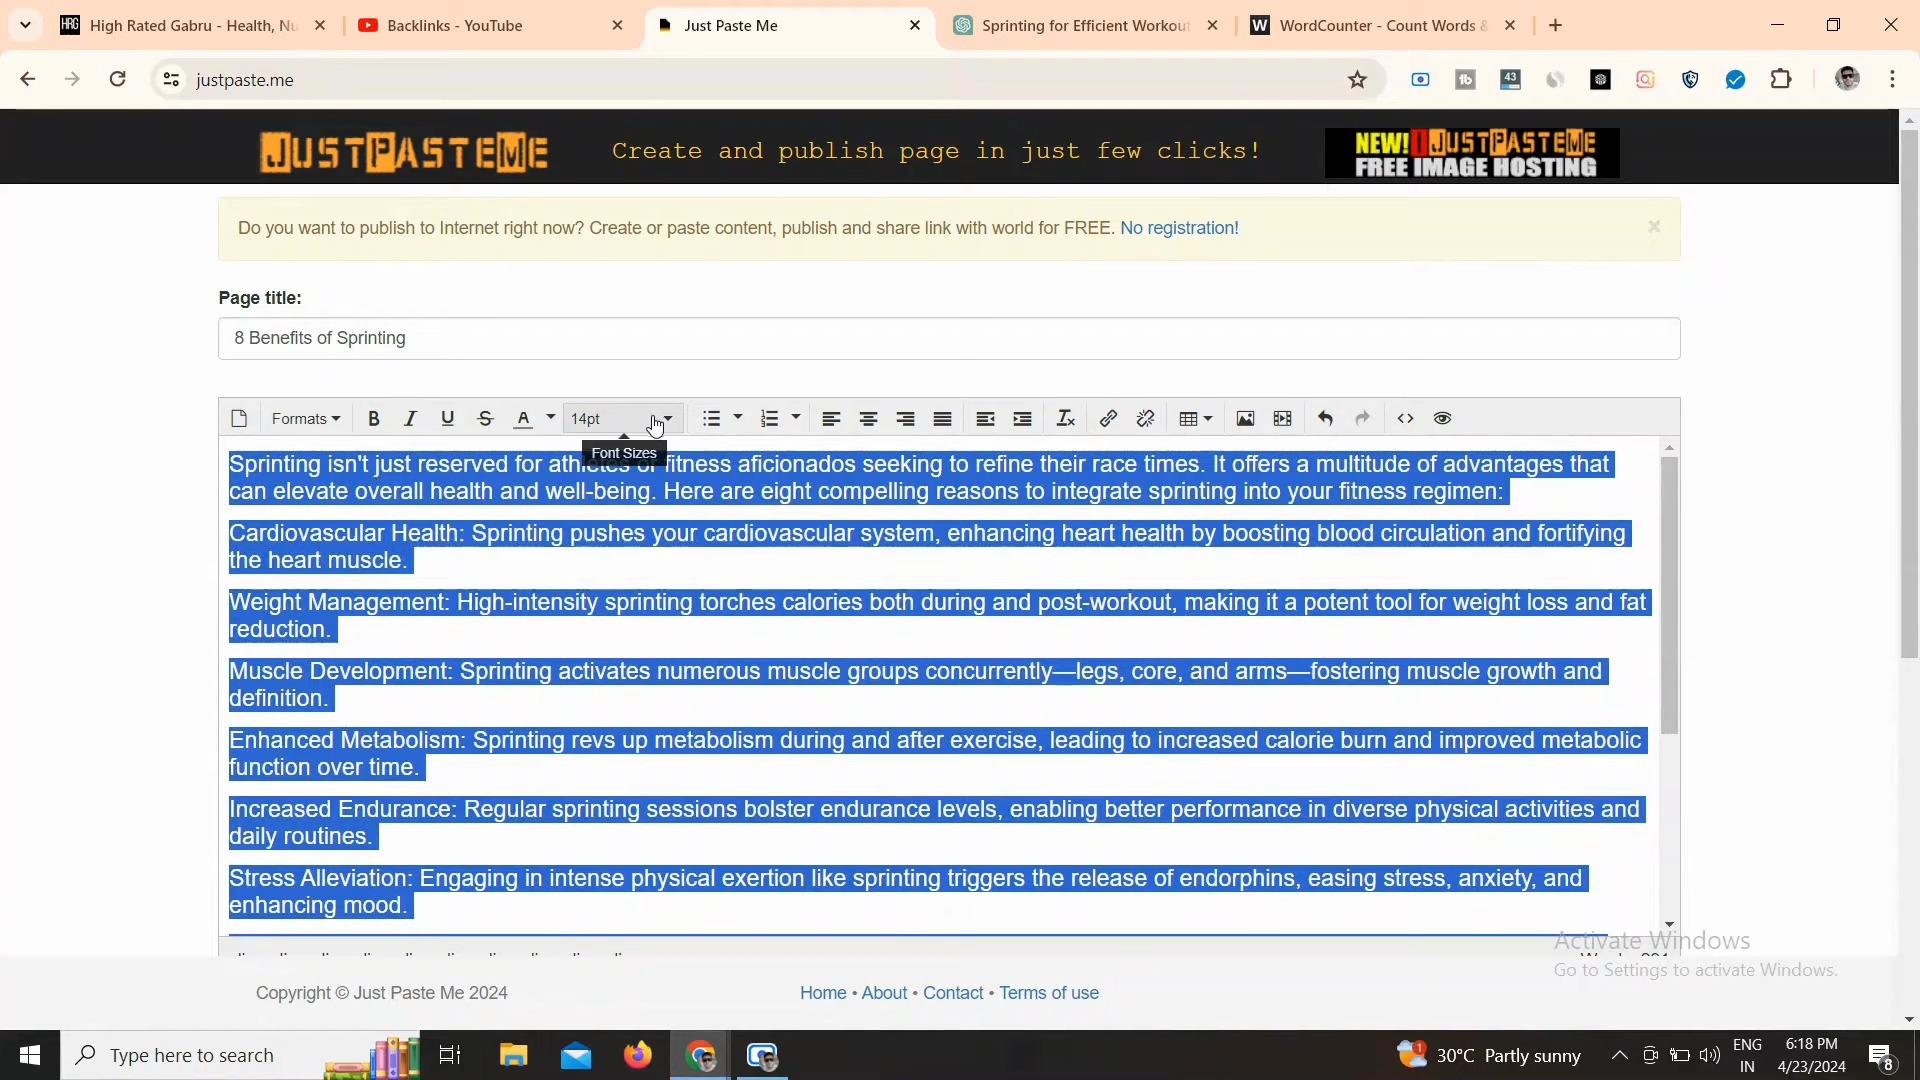 HRG High Rated Gabru - Health, Nu
Backlinks - YouTube
Just Paste Me
Sprinting for Efficient Workout
W WordCounter - Count Words &
justpaste.me
43
JUSTPASTEME
Create and publish page in just few clicks!
NEW! JUSTPASTEME
FREE IMAGE HOSTING
Do you want to publish to Internet right now? Create or paste content, publish and share link with world for FREE. No registration!
Page title:
8 Benefits of Sprinting
Formats
14pt
Font Sizes
Sprinting isn't just reserved for fitness aficionados seeking to refine their race times. It offers a multitude of advantages that
can elevate overall health and well-being. Here are eight compelling reasons to integrate sprinting into your fitness regimen:
Cardiovascular Health: Sprinting pushes your cardiovascular system, enhancing heart health by boosting blood circulation and fortifying
the heart muscle.
Weight Management: High-intensity sprinting torches calories both during and post-workout, making it a potent tool for weight loss and fat
reduction.
Muscle Development: Sprinting activates numerous muscle groups concurrently—legs, core, and arms—fostering muscle growth and
definition.
Enhanced Metabolism: Sprinting revs up metabolism during and after exercise, leading to increased calorie burn and improved metabolic
function over time.
Increased Endurance: Regular sprinting sessions bolster endurance levels, enabling better performance in diverse physical activities and
daily routines.
Stress Alleviation: Engaging in intense physical exertion like sprinting triggers the release of endorphins, easing stress, anxiety, and
enhancing mood.
Activate Windows
Go to Settings to activate Windows.
Copyright © Just Paste Me 2024
Home • About • Contact • Terms of use
Type here to search
1
30°C Partly sunny
ENG
IN
6:18 PM
4/23/2024
8